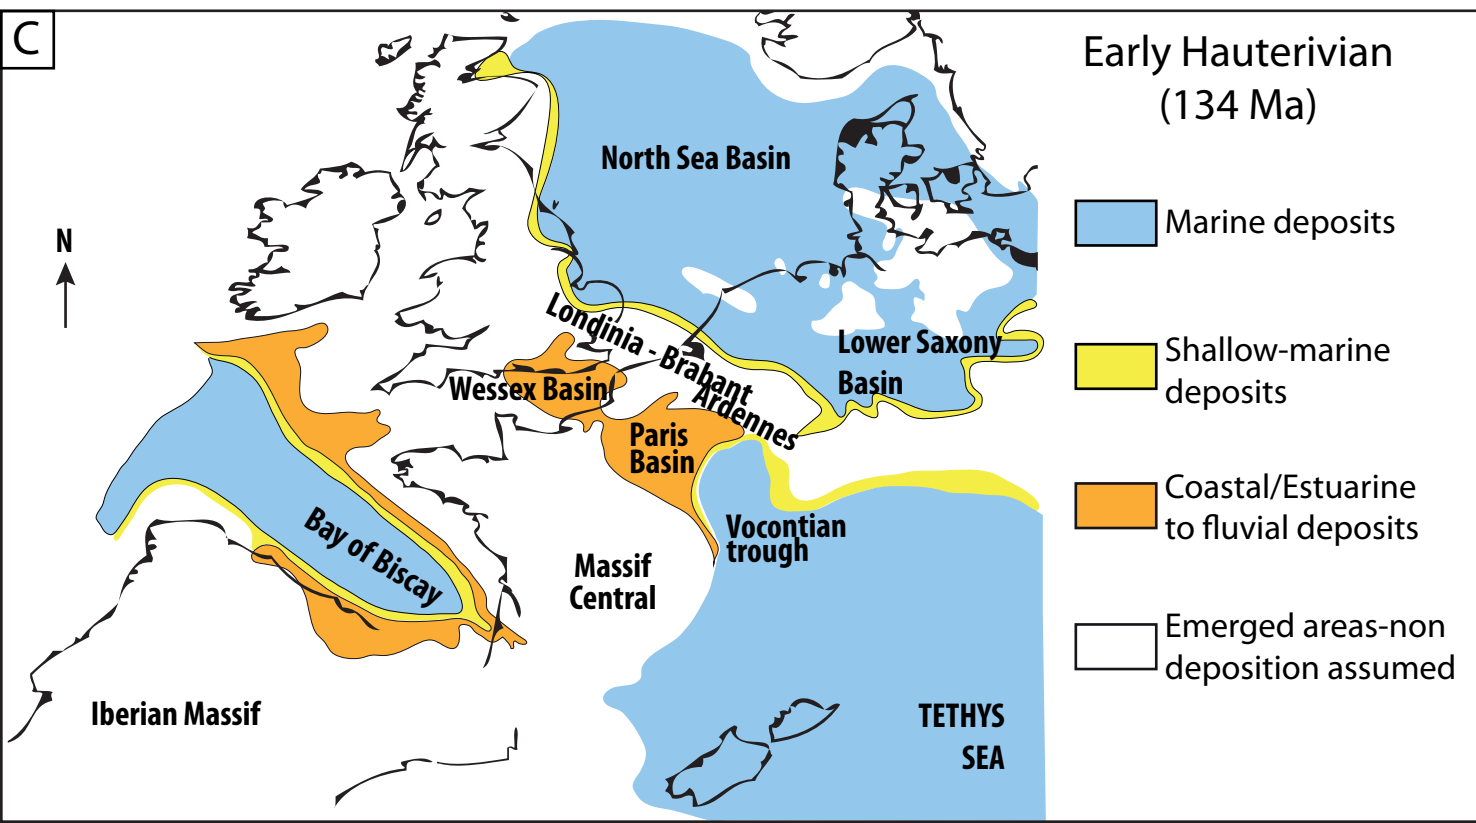 C
Early Hauterivian
(134 Ma)
North Sea Basin
N
Marine deposits
Londinia - Brabant
Ardennes
Lower Saxony
Basin
Shallow-marine
deposits
Wessex Basin
Paris
Basin
Coastal/Estuarine
to fluvial deposits
Bay of Biscay
Vocontian
trough
Massif
Central
Emerged areas-non
deposition assumed
Iberian Massif
TETHYS
SEA